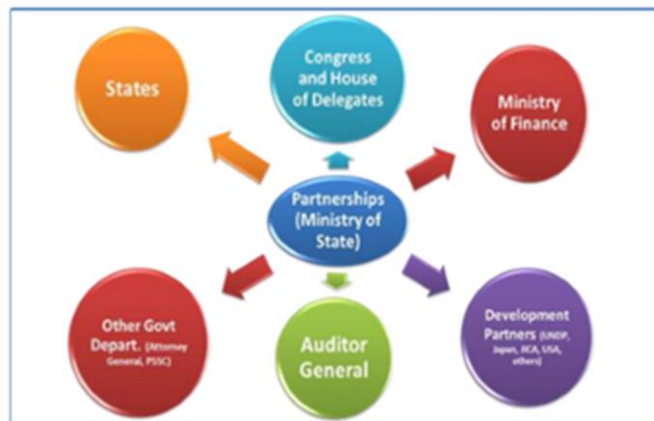 States
Congress
and House
of Delegates
Ministry
of Finance
Partnerships
(Ministry of
State)
Other Govt
Depart. (Attorney
General, PSSC)
Auditor
General
Development
Partners (UNDP,
Japan, JICA, USA,
others)